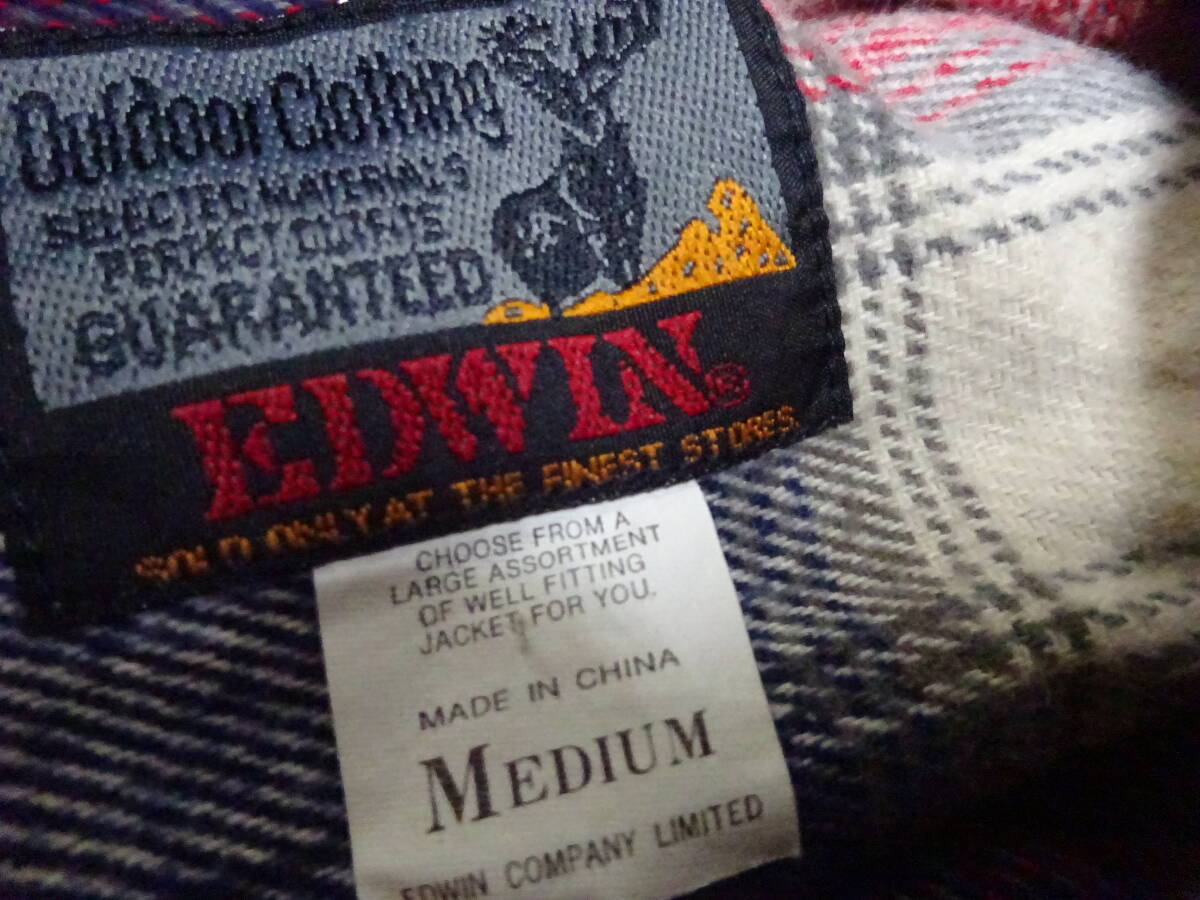 Outdoor Clothing
SELECTED MATERIALS
PERFECT OUTFITS
GUARANTEED
EDWIN®
SOLD ONLY AT THE FINEST STORES.
CHOOSE FROM A
LARGE ASSORTMENT
OF WELL FITTING
JACKET FOR YOU.
MADE IN CHINA
MEDIUM
EDWIN COMPANY LIMITED